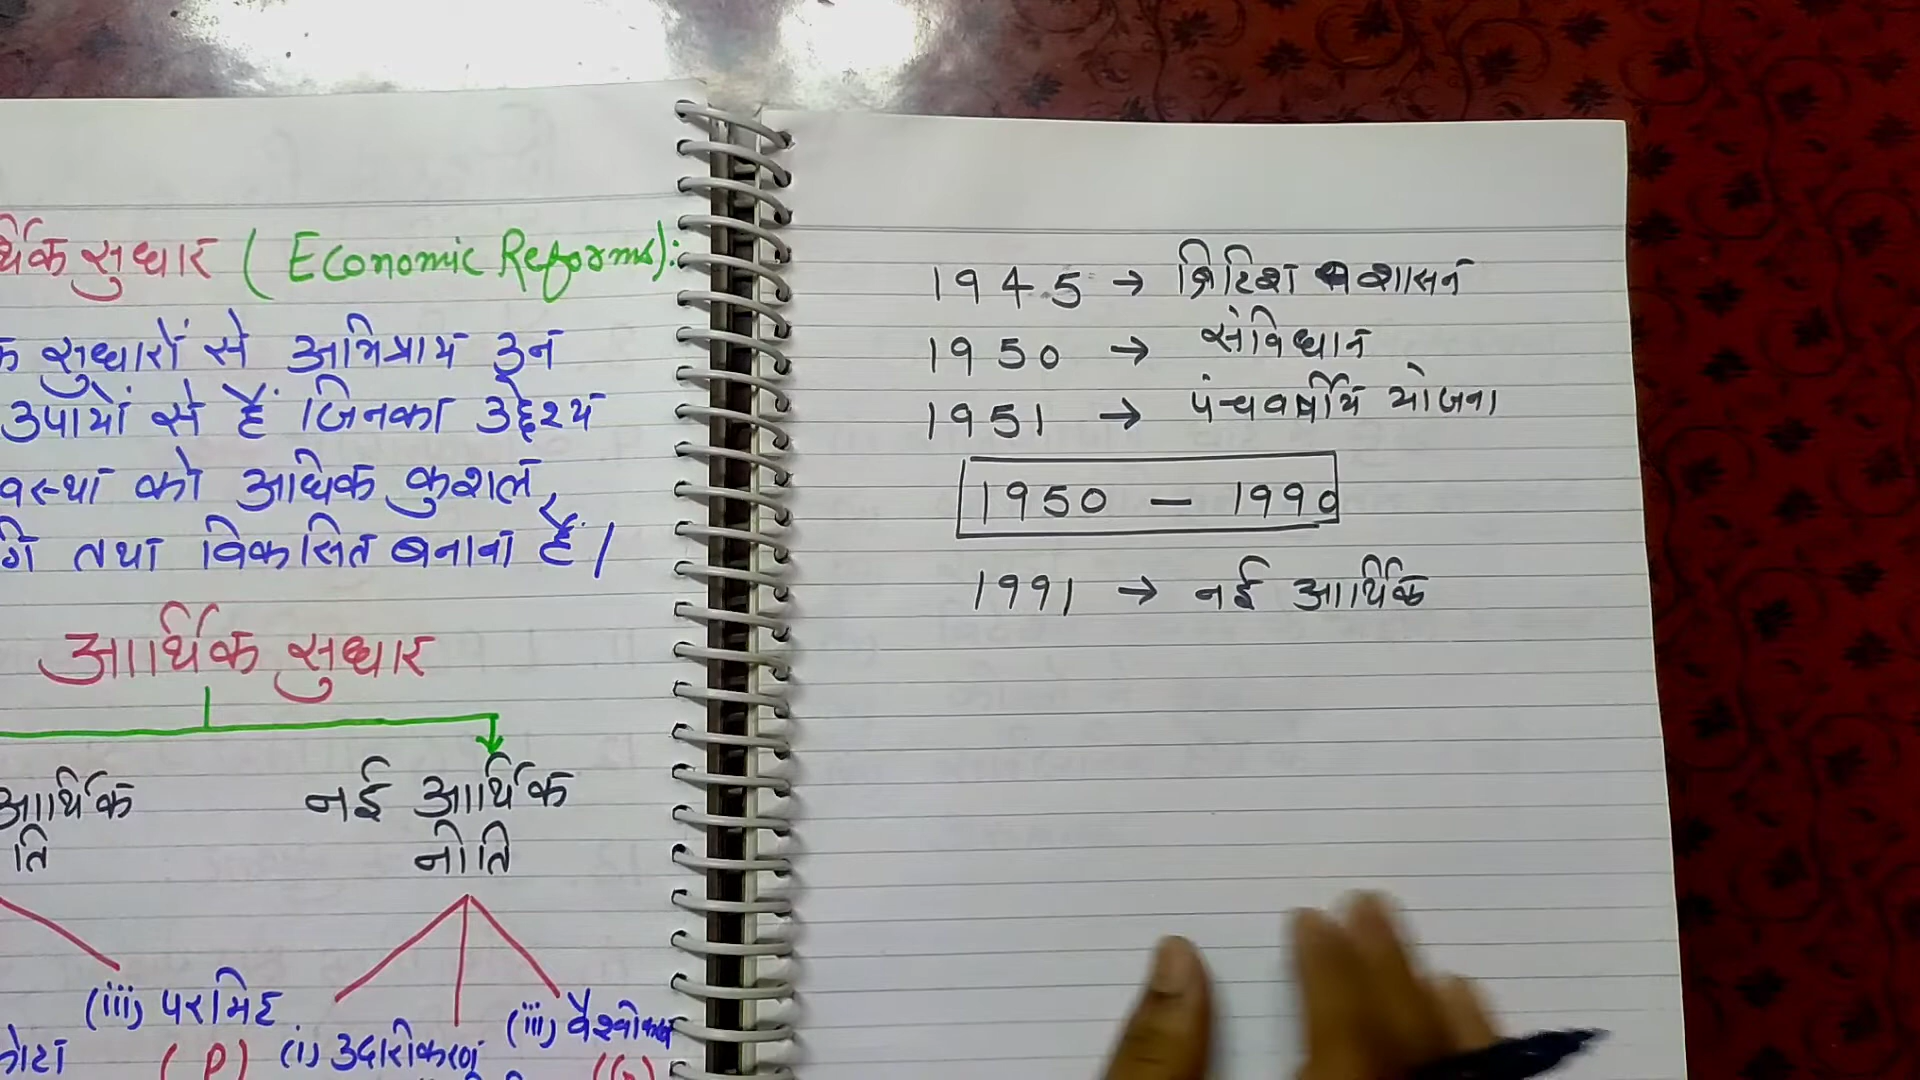 र्थिक सुधार ( Economic Reforms):
क सुधारों से अभिप्राय उन
उपायों से हैं जिनका उद्देश्य
वस्था को अधिक कुशल,
गि तथा विकसित बनाना हैं।
आर्थिक सुधार
आर्थिक
ति
नई आर्थिक
नीति
(iii) परमिट
(P)
(i) उदारीकरण
(iii) वैश्वीकरण
(G)
1945 → ब्रिटिश शासन
1950 → संविधान
1951 → पंचवर्षीय योजना
1950 — 1990
1991 → नई आर्थिक